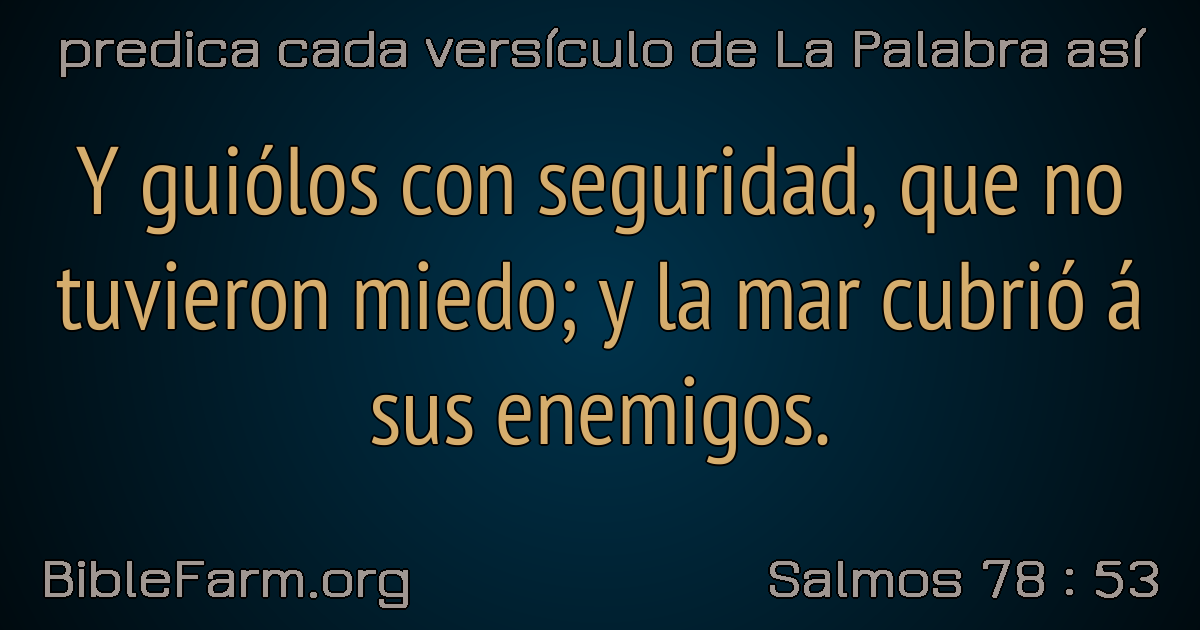 predica cada versículo de La Palabra así
Y guiólos con seguridad, que no
tuvieron miedo; y la mar cubrió á
sus enemigos.
BibleFarm.org
Salmos 78 : 53